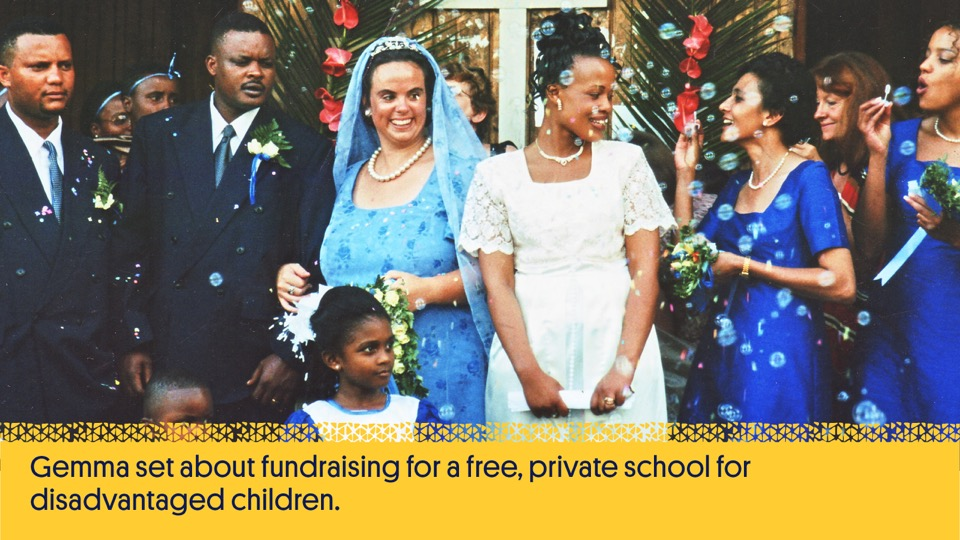 Gemma set about fundraising for a free, private school for
disadvantaged children.